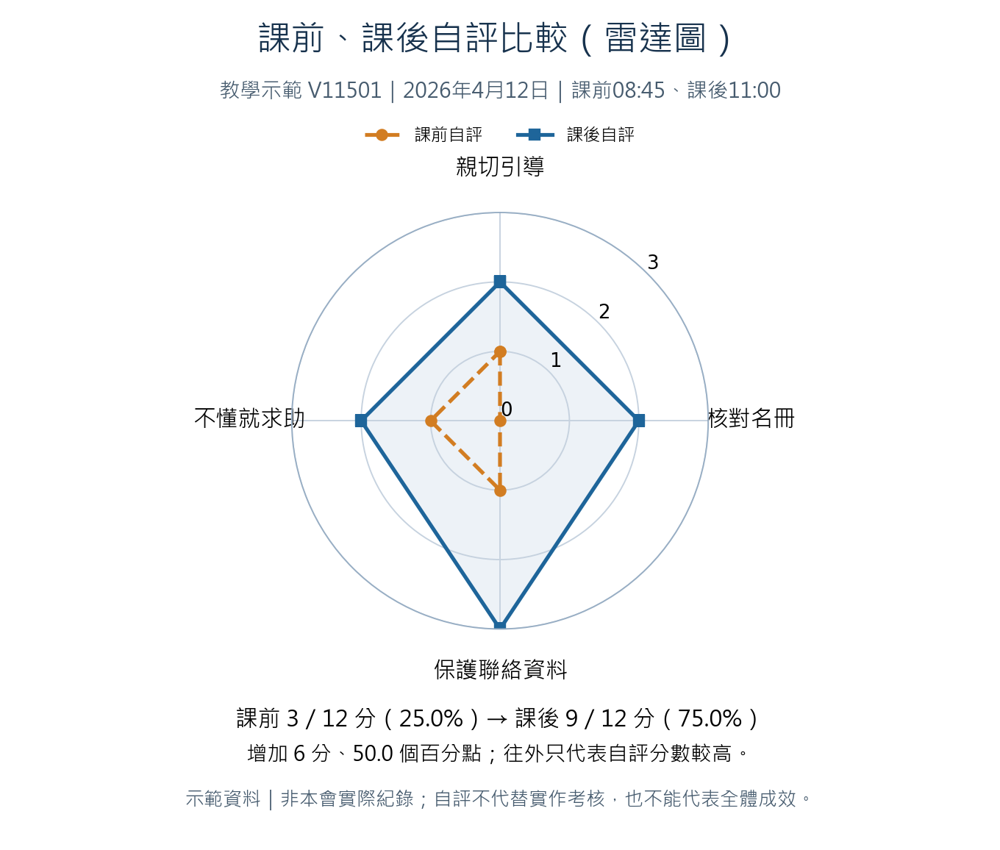 課前、課後自評比較（雷達圖）
教學示範 V11501｜2026年4月12日｜課前08:45、課後11:00
課前自評
課後自評
親切引導
3
2
1
0
不懂就求助
核對名冊
保護聯絡資料
課前 3 / 12 分（25.0%）→ 課後 9 / 12 分（75.0%）
增加 6 分、50.0 個百分點；往外只代表自評分數較高。
示範資料｜非本會實際紀錄；自評不代替實作考核，也不能代表全體成效。